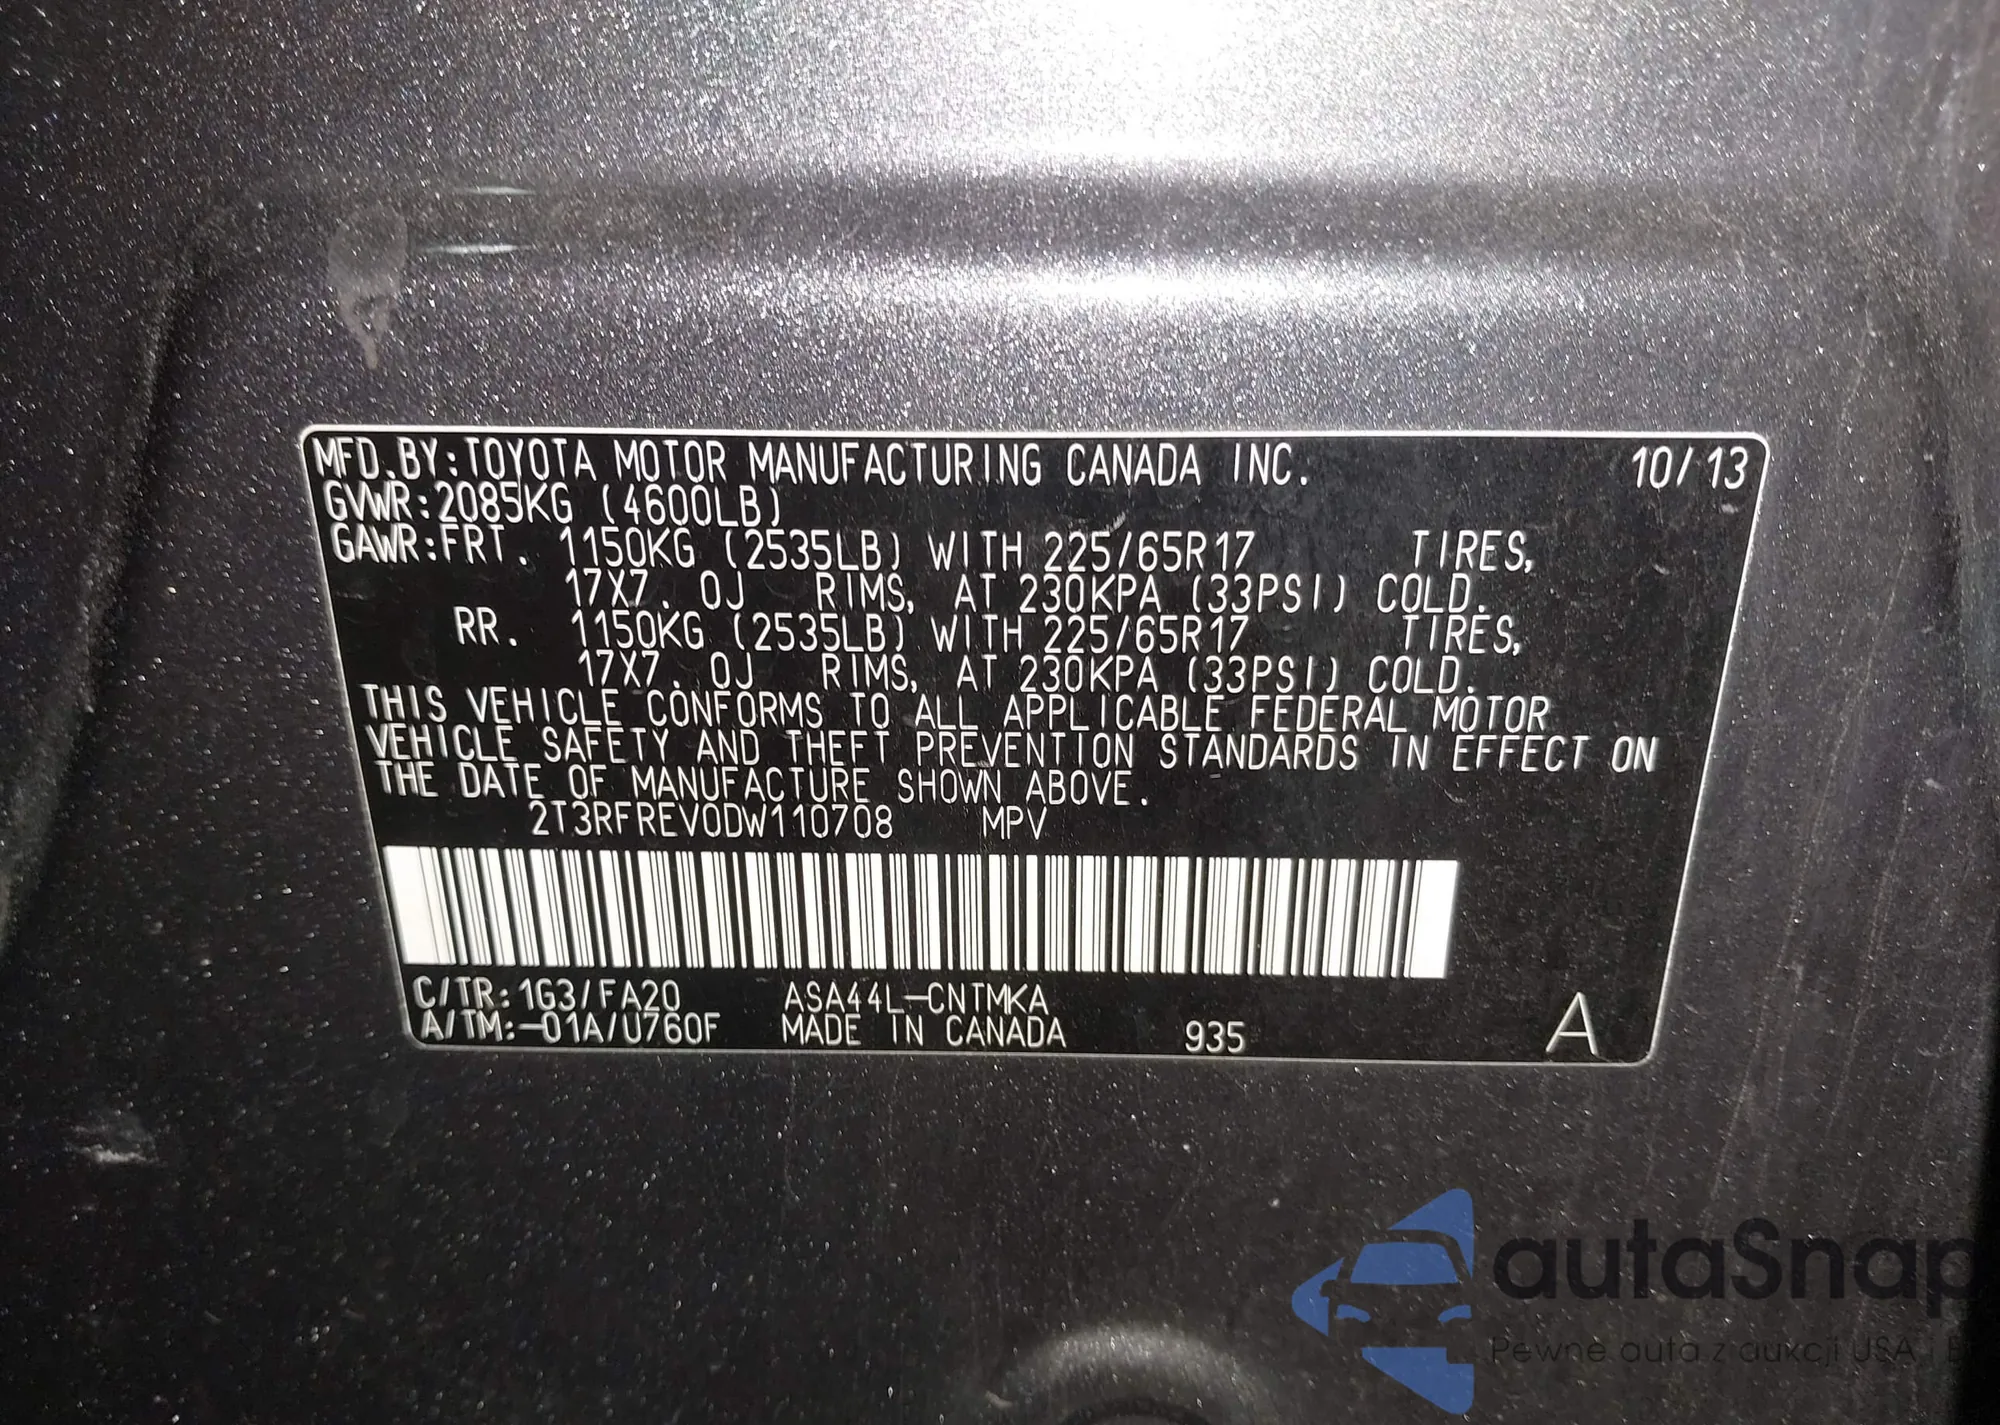 MFD.BY:TOYOTA MOTOR MANUFACTURING CANADA INC. 10/13
GVWR:2085KG (4600LB)
GAWR:FRT. 1150KG (2535LB) WITH 225/65R17 TIRES,
17X7. 0J RIMS, AT 230KPA (33PSI) COLD.
RR. 1150KG (2535LB) WITH 225/65R17 TIRES,
17X7. 0J RIMS, AT 230KPA (33PSI) COLD.
THIS VEHICLE CONFORMS TO ALL APPLICABLE FEDERAL MOTOR
VEHICLE SAFETY AND THEFT PREVENTION STANDARDS IN EFFECT ON
THE DATE OF MANUFACTURE SHOWN ABOVE.
2T3RFREV0DW110708 MPV
C/TR:1G3/FA20 ASA44L-CNTMKA
A/TM:-01A/U760F MADE IN CANADA 935 A
autaSnap
Pewne auta z aukcji USA i